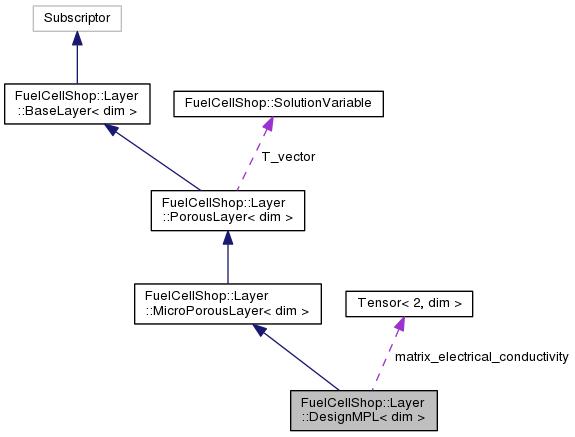 Subscriptor
FuelCellShop::Layer
::BaseLayer< dim >
FuelCellShop::SolutionVariable
T_vector
FuelCellShop::Layer
::PorousLayer< dim >
FuelCellShop::Layer
::MicroPorousLayer< dim >
Tensor< 2, dim >
matrix_electrical_conductivity
FuelCellShop::Layer
::DesignMPL< dim >